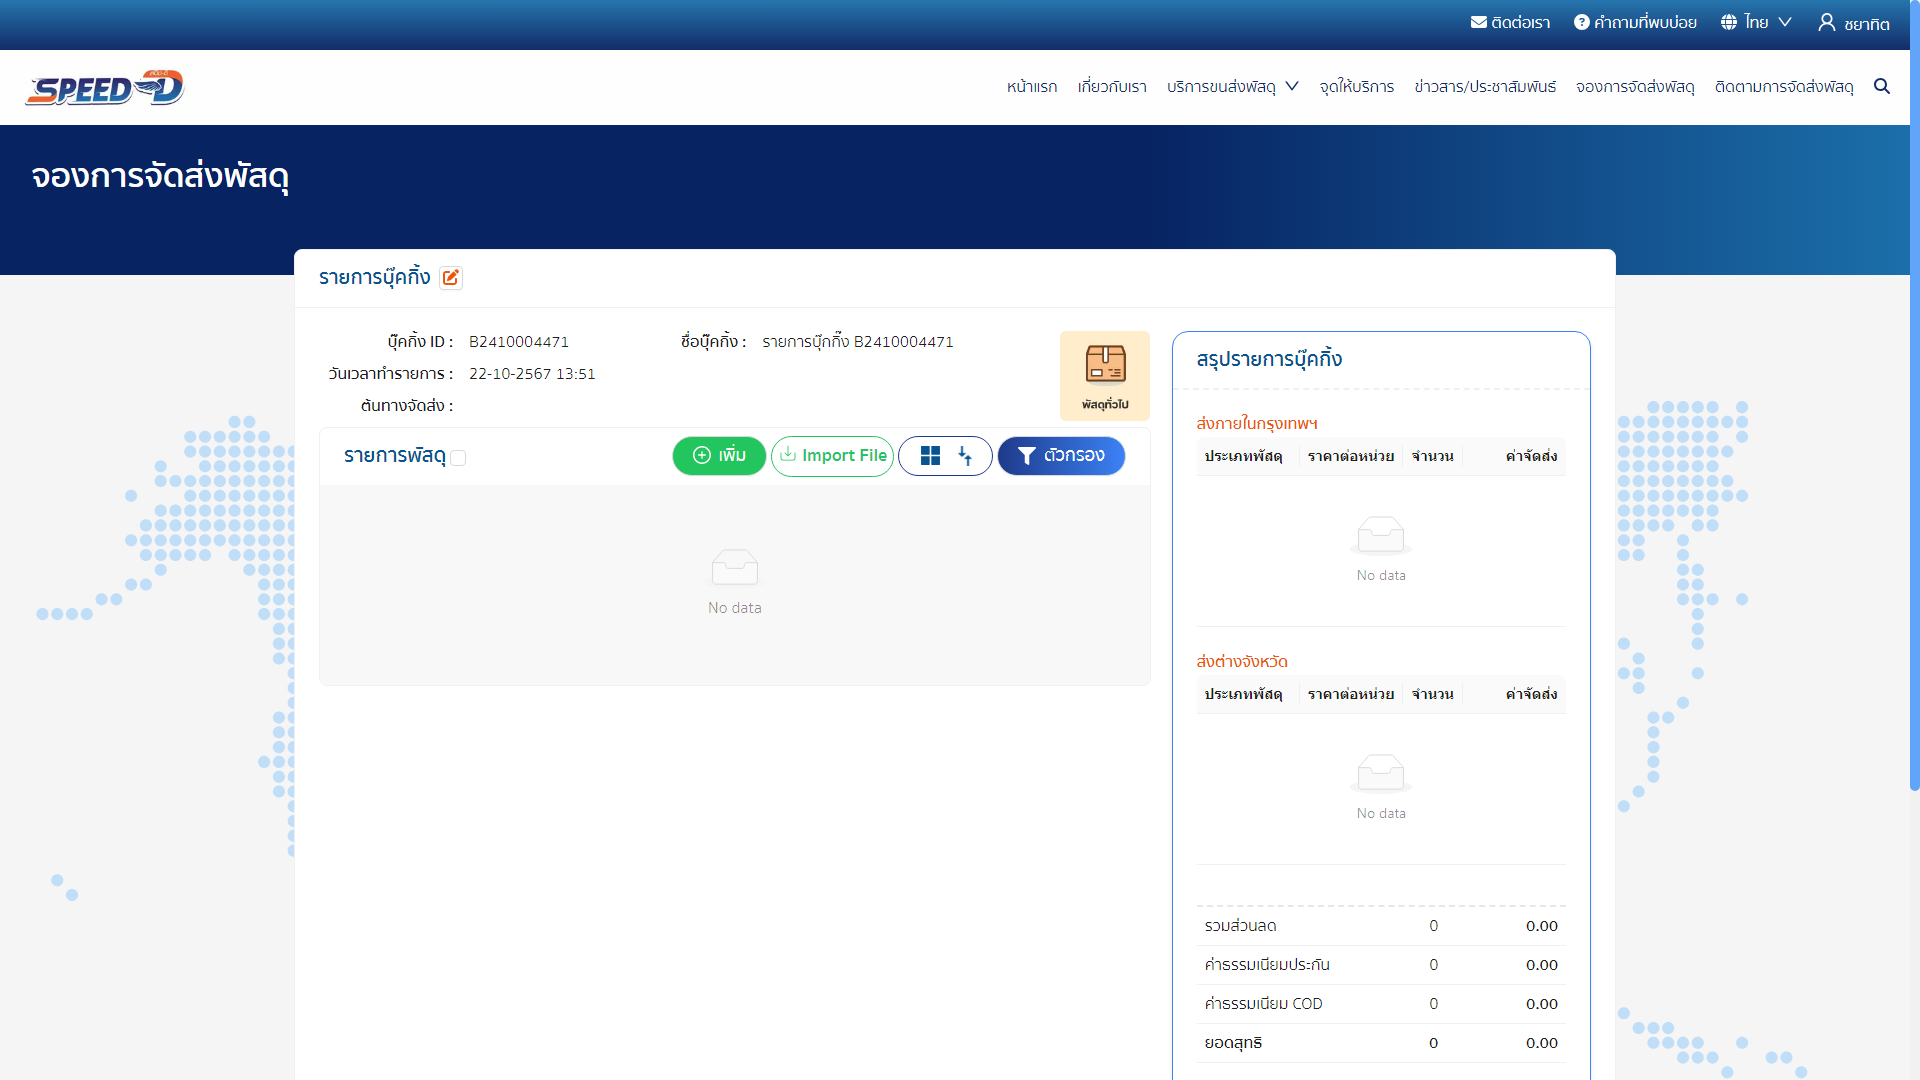 ติดต่อเรา
คำถามที่พบบ่อย
ไทย
ชยาทิต
SPEED-D
หน้าแรก
เกี่ยวกับเรา
บริการขนส่งพัสดุ
จุดให้บริการ
ข่าวสาร/ประชาสัมพันธ์
จองการจัดส่งพัสดุ
ติดตามการจัดส่งพัสดุ
จองการจัดส่งพัสดุ
รายการบุ๊คกิ้ง
บุ๊คกิ้ง ID : B2410004471
ชื่อบุ๊คกิ้ง : รายการบุ๊กกิ้ง B2410004471
วันเวลาทำรายการ : 22-10-2567 13:51
ต้นทางจัดส่ง :
พัสดุทั่วไป
รายการพัสดุ
เพิ่ม
Import File
ตัวกรอง
No data
สรุปรายการบุ๊คกิ้ง
ส่งภายในกรุงเทพฯ
ประเภทพัสดุ ราคาต่อหน่วย จำนวน ค่าจัดส่ง
No data
ส่งต่างจังหวัด
ประเภทพัสดุ ราคาต่อหน่วย จำนวน ค่าจัดส่ง
No data
รวมส่วนลด 0 0.00
ค่าธรรมเนียมประกัน 0 0.00
ค่าธรรมเนียม COD 0 0.00
ยอดสุทธิ 0 0.00